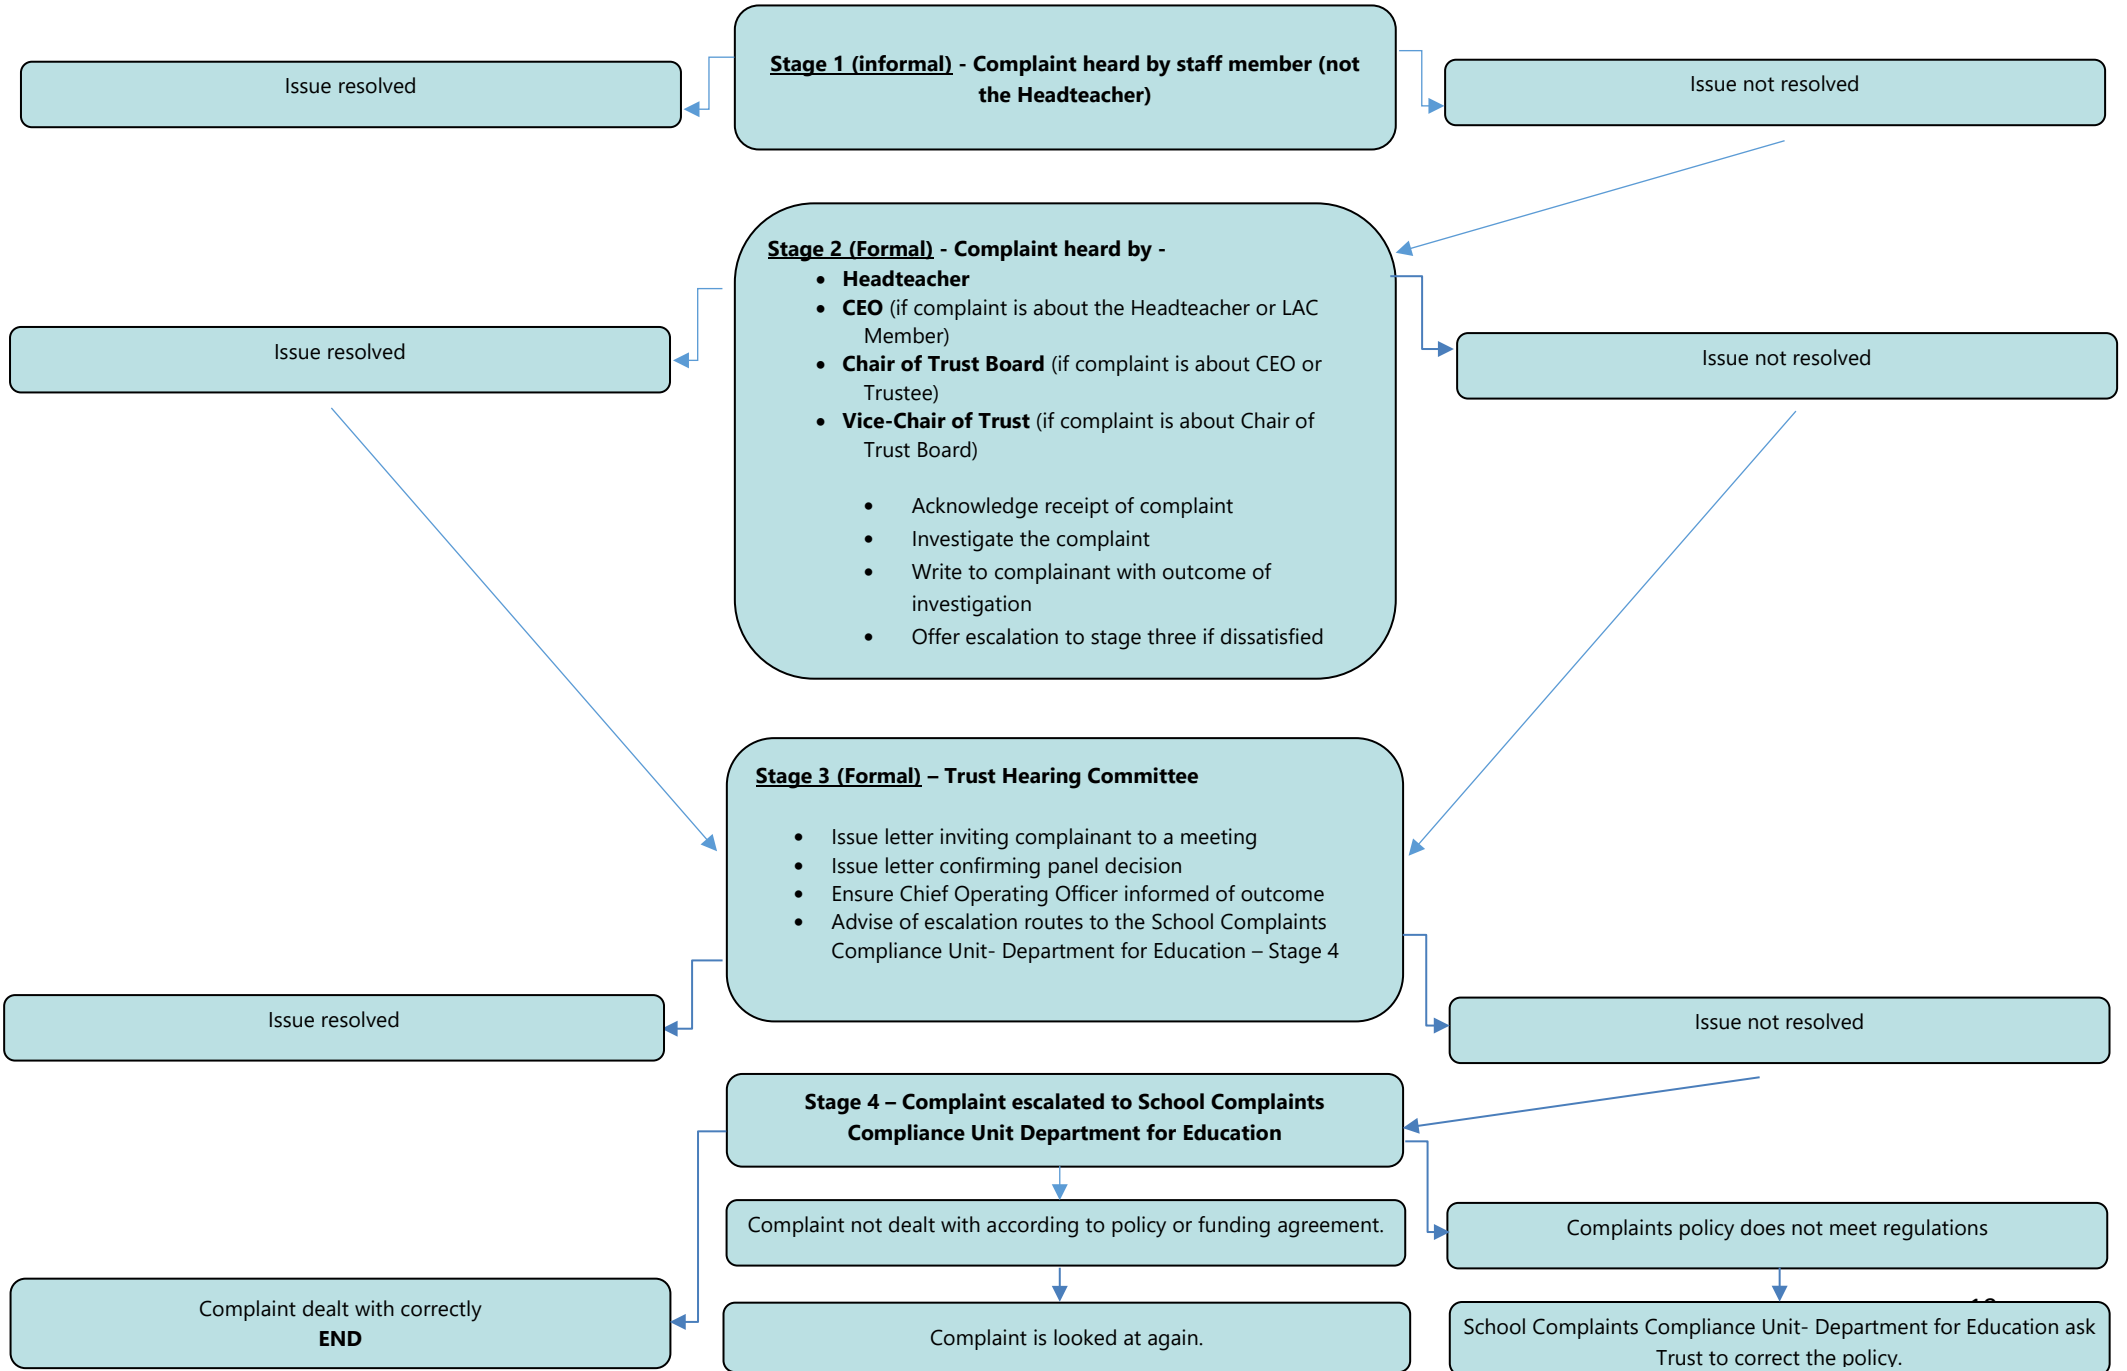 Stage 1 (informal) - Complaint heard by staff member (not
the Headteacher)
Issue resolved
Issue not resolved
Stage 2 (Formal) - Complaint heard by -
• Headteacher
• CEO (if complaint is about the Headteacher or LAC
Member)
• Chair of Trust Board (if complaint is about CEO or
Trustee)
• Vice-Chair of Trust (if complaint is about Chair of
Trust Board)
• Acknowledge receipt of complaint
• Investigate the complaint
• Write to complainant with outcome of
investigation
• Offer escalation to stage three if dissatisfied
Issue resolved
Issue not resolved
Stage 3 (Formal) – Trust Hearing Committee
• Issue letter inviting complainant to a meeting
• Issue letter confirming panel decision
• Ensure Chief Operating Officer informed of outcome
• Advise of escalation routes to the School Complaints
Compliance Unit- Department for Education – Stage 4
Issue resolved
Issue not resolved
Stage 4 – Complaint escalated to School Complaints
Compliance Unit Department for Education
Complaint not dealt with according to policy or funding agreement.
Complaints policy does not meet regulations
Complaint dealt with correctly
END
Complaint is looked at again.
School Complaints Compliance Unit- Department for Education ask
Trust to correct the policy.